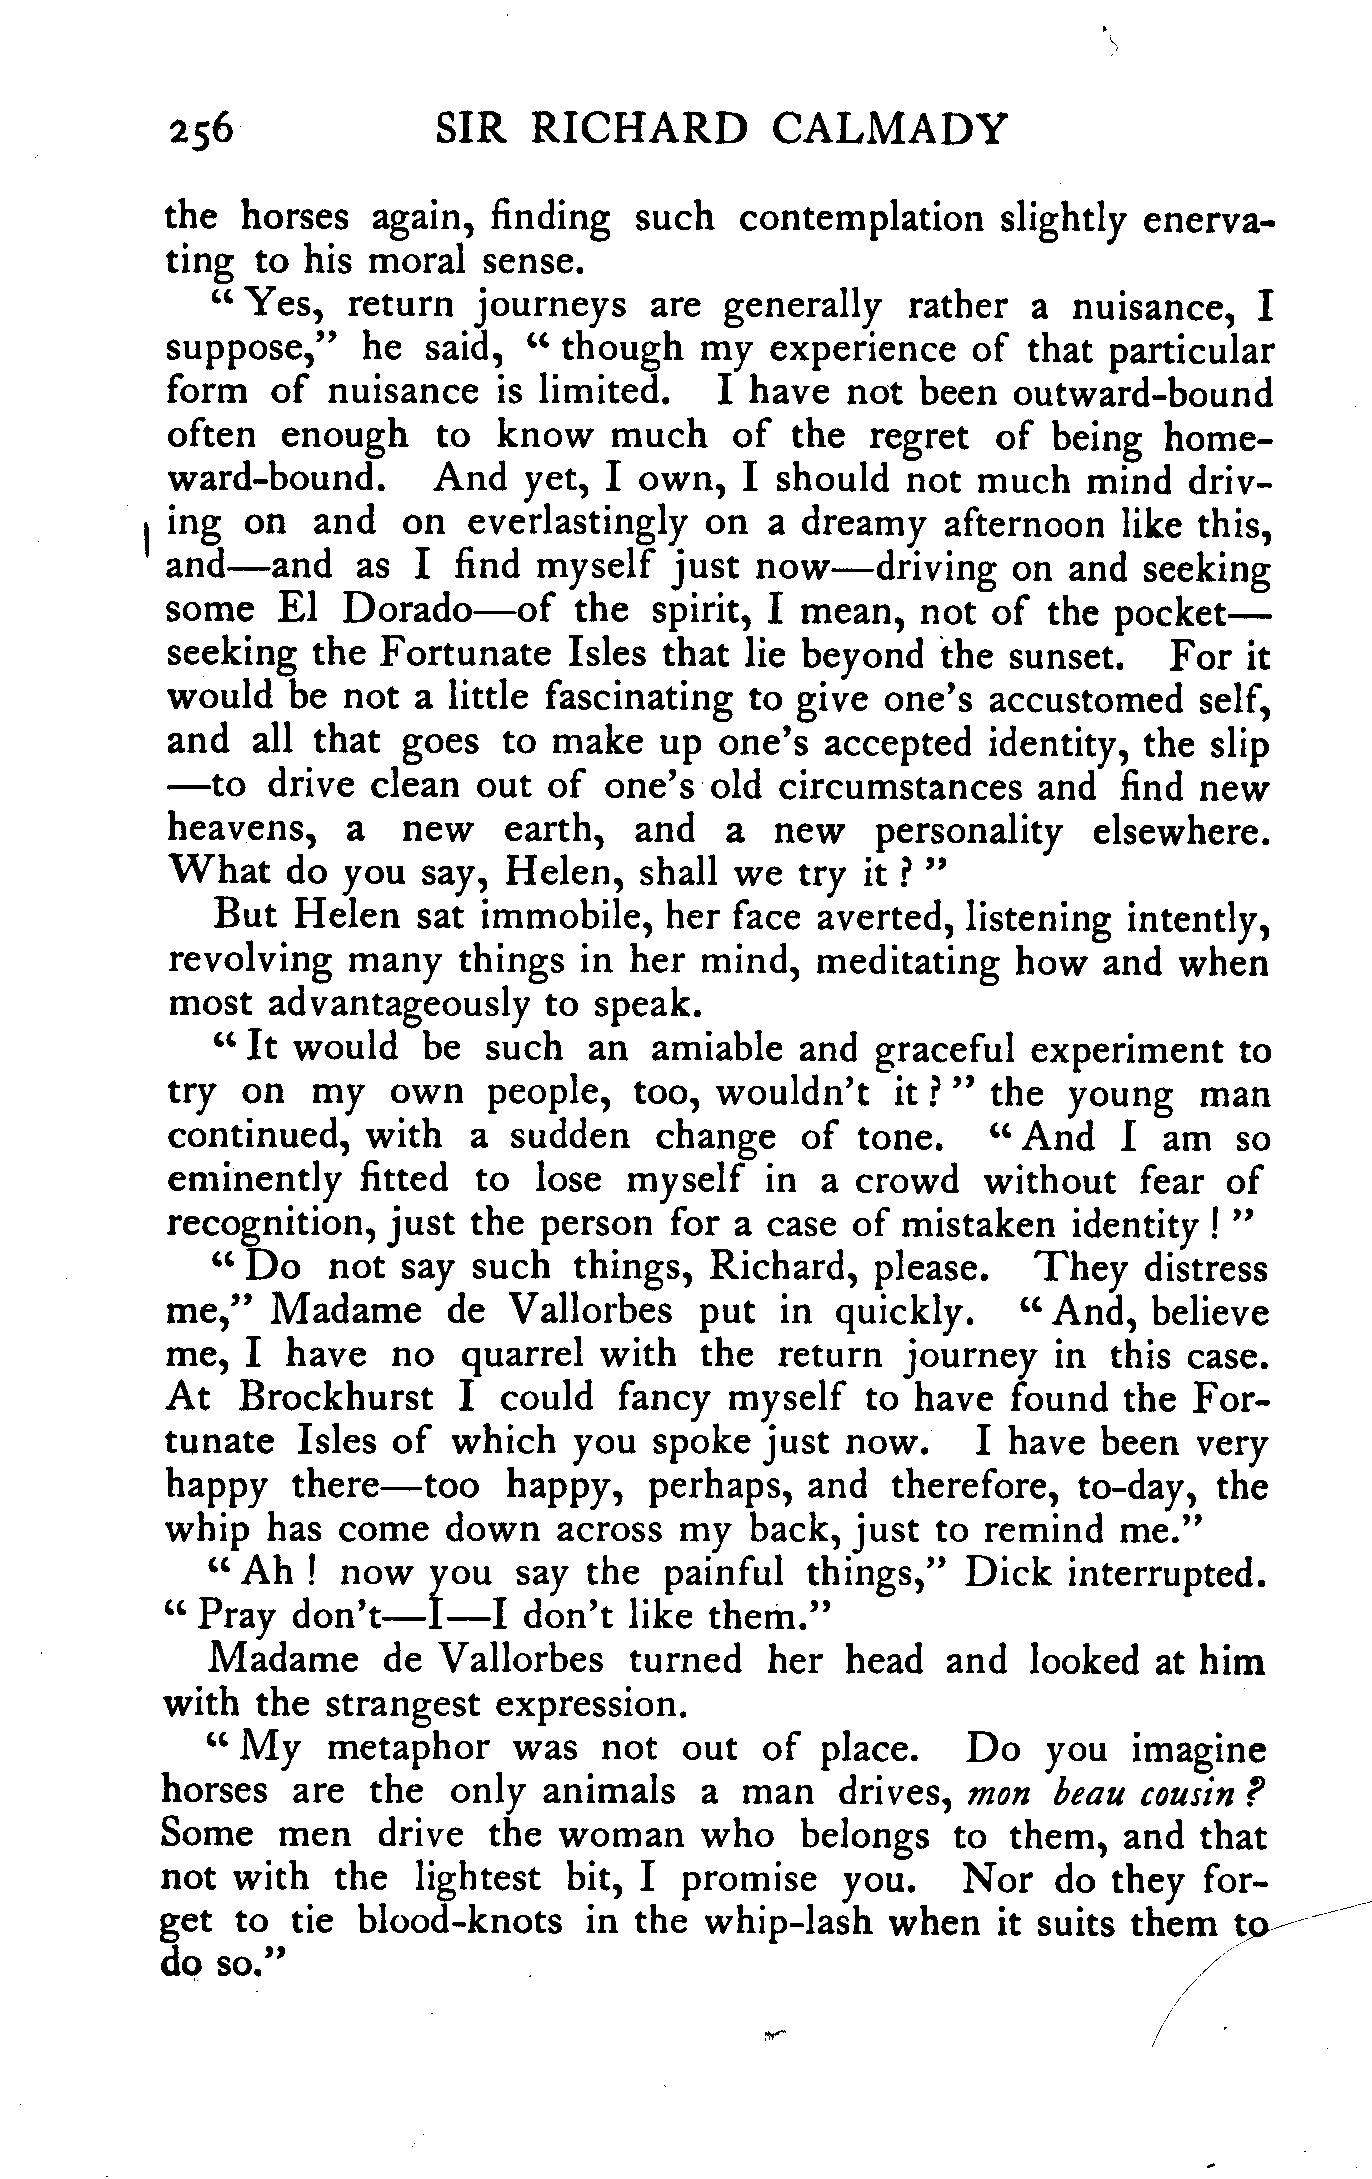 256 SIR RICHARD CALMADY
the horses again, finding such contemplation slightly enerva-
ting to his moral sense.
“ Yes, return journeys are generally rather a nuisance, I
suppose,” he said, “ though my experience of that particular
form of nuisance is limited. I have not been outward-bound
often enough to know much of the regret of being home-
ward-bound. And yet, I own, I should not much mind driv-
ing on and on everlastingly on a dreamy afternoon like this,
and—and as I find myself just now—driving on and seeking
some El Dorado—of the spirit, I mean, not of the pocket—
seeking the Fortunate Isles that lie beyond the sunset. For it
would be not a little fascinating to give one’s accustomed self,
and all that goes to make up one’s accepted identity, the slip
—to drive clean out of one’s old circumstances and find new
heavens, a new earth, and a new personality elsewhere.
What do you say, Helen, shall we try it ? ”
But Helen sat immobile, her face averted, listening intently,
revolving many things in her mind, meditating how and when
most advantageously to speak.
“ It would be such an amiable and graceful experiment to
try on my own people, too, wouldn’t it ? ” the young man
continued, with a sudden change of tone. “ And I am so
eminently fitted to lose myself in a crowd without fear of
recognition, just the person for a case of mistaken identity ! ”
“ Do not say such things, Richard, please. They distress
me,” Madame de Vallorbes put in quickly. “ And, believe
me, I have no quarrel with the return journey in this case.
At Brockhurst I could fancy myself to have found the For-
tunate Isles of which you spoke just now. I have been very
happy there—too happy, perhaps, and therefore, to-day, the
whip has come down across my back, just to remind me.”
“ Ah ! now you say the painful things,” Dick interrupted.
“ Pray don’t—I—I don’t like them.”
Madame de Vallorbes turned her head and looked at him
with the strangest expression.
“ My metaphor was not out of place. Do you imagine
horses are the only animals a man drives, mon beau cousin ?
Some men drive the woman who belongs to them, and that
not with the lightest bit, I promise you. Nor do they for-
get to tie blood-knots in the whip-lash when it suits them to
do so.”